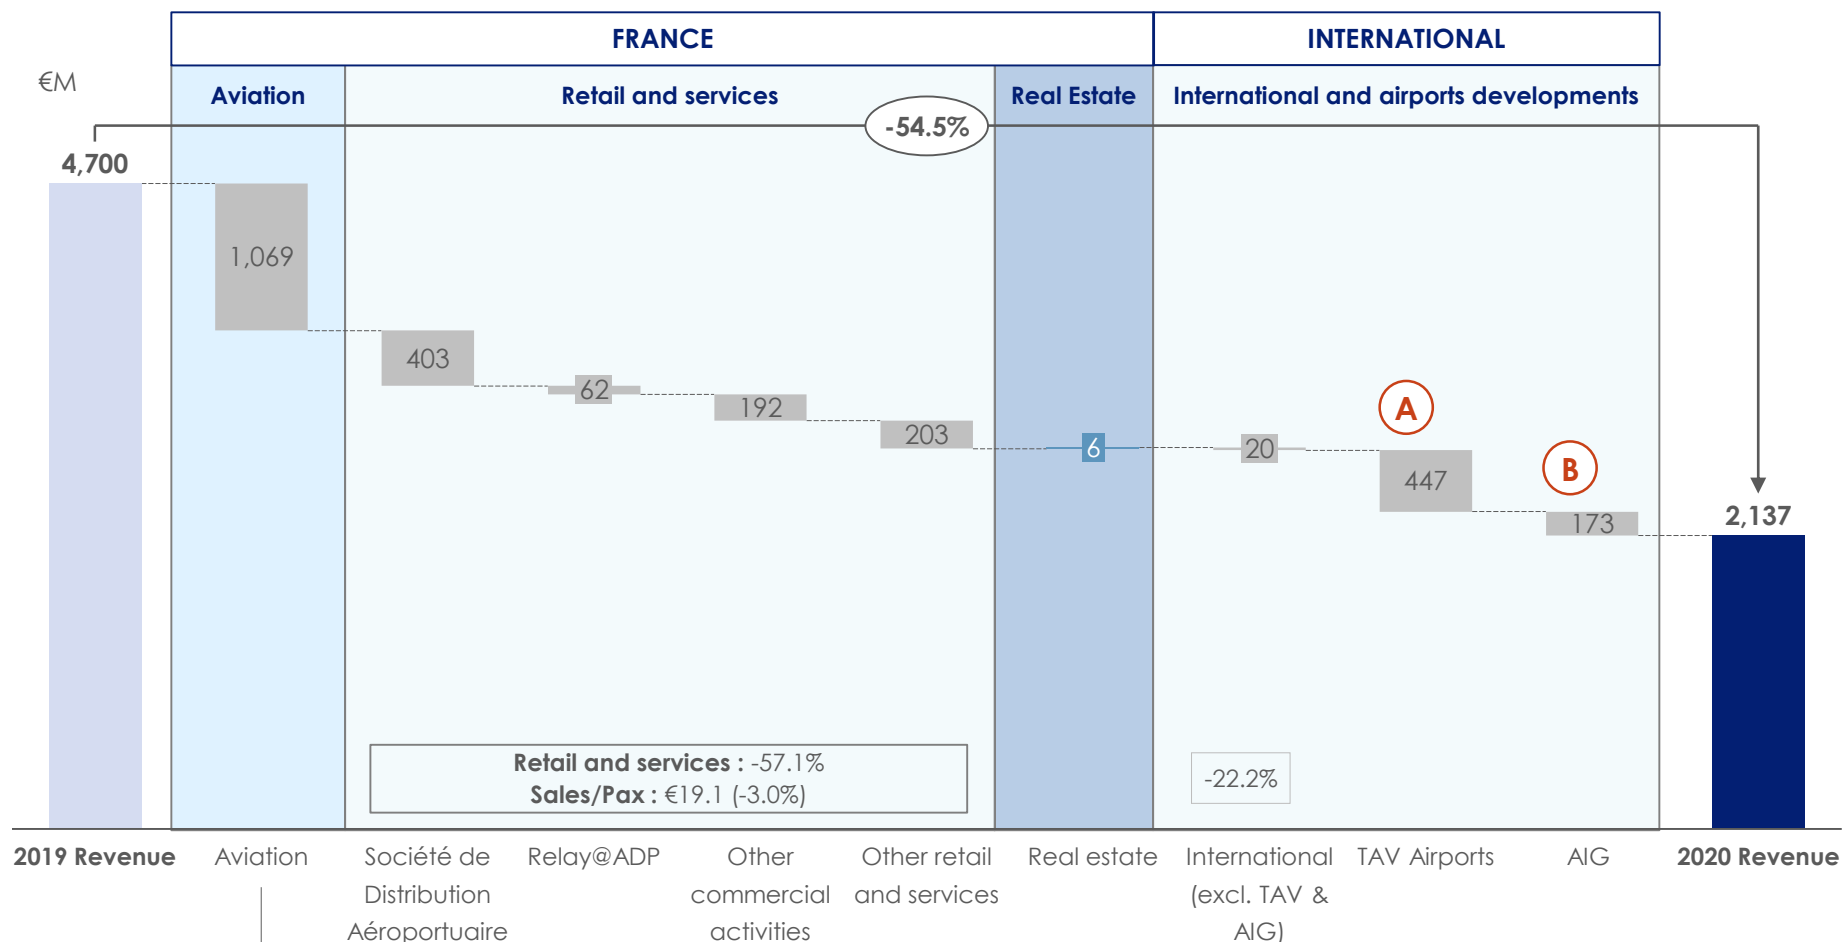 FRANCE
INTERNATIONAL
€M
Aviation
Retail and services
Real Estate
International and airports developments
-54.5%
4,700
1,069
403
62
192
203
6
20
A
447
B
173
2,137
Retail and services : -57.1%
Sales/Pax : €19.1 (-3.0%)
-22.2%
2019 Revenue
Aviation
Société de
Distribution
Aéroportuaire
Relay@ADP
Other
commercial
activities
Other retail
and services
Real estate
International
(excl. TAV &
AIG)
TAV Airports
AIG
2020 Revenue